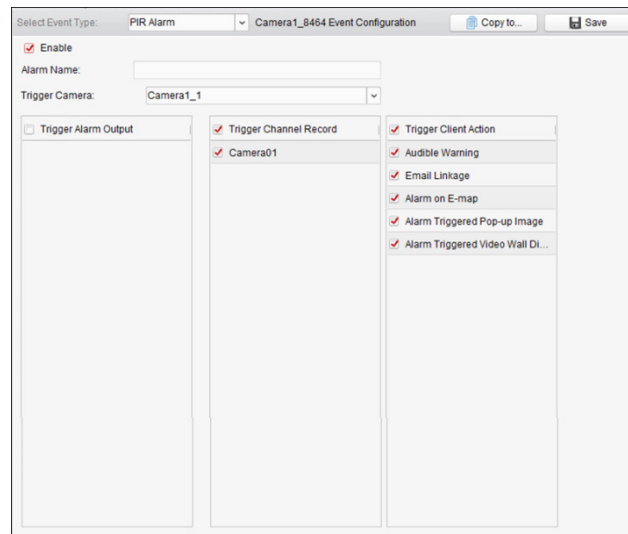 Select Event Type: PIR Alarm Camera1_8464 Event Configuration Copy to... Save
Enable
Alarm Name:
Trigger Camera: Camera1_1
Trigger Alarm Output Trigger Channel Record Trigger Client Action
Camera01 Audible Warning
Email Linkage
Alarm on E-map
Alarm Triggered Pop-up Image
Alarm Triggered Video Wall Di...